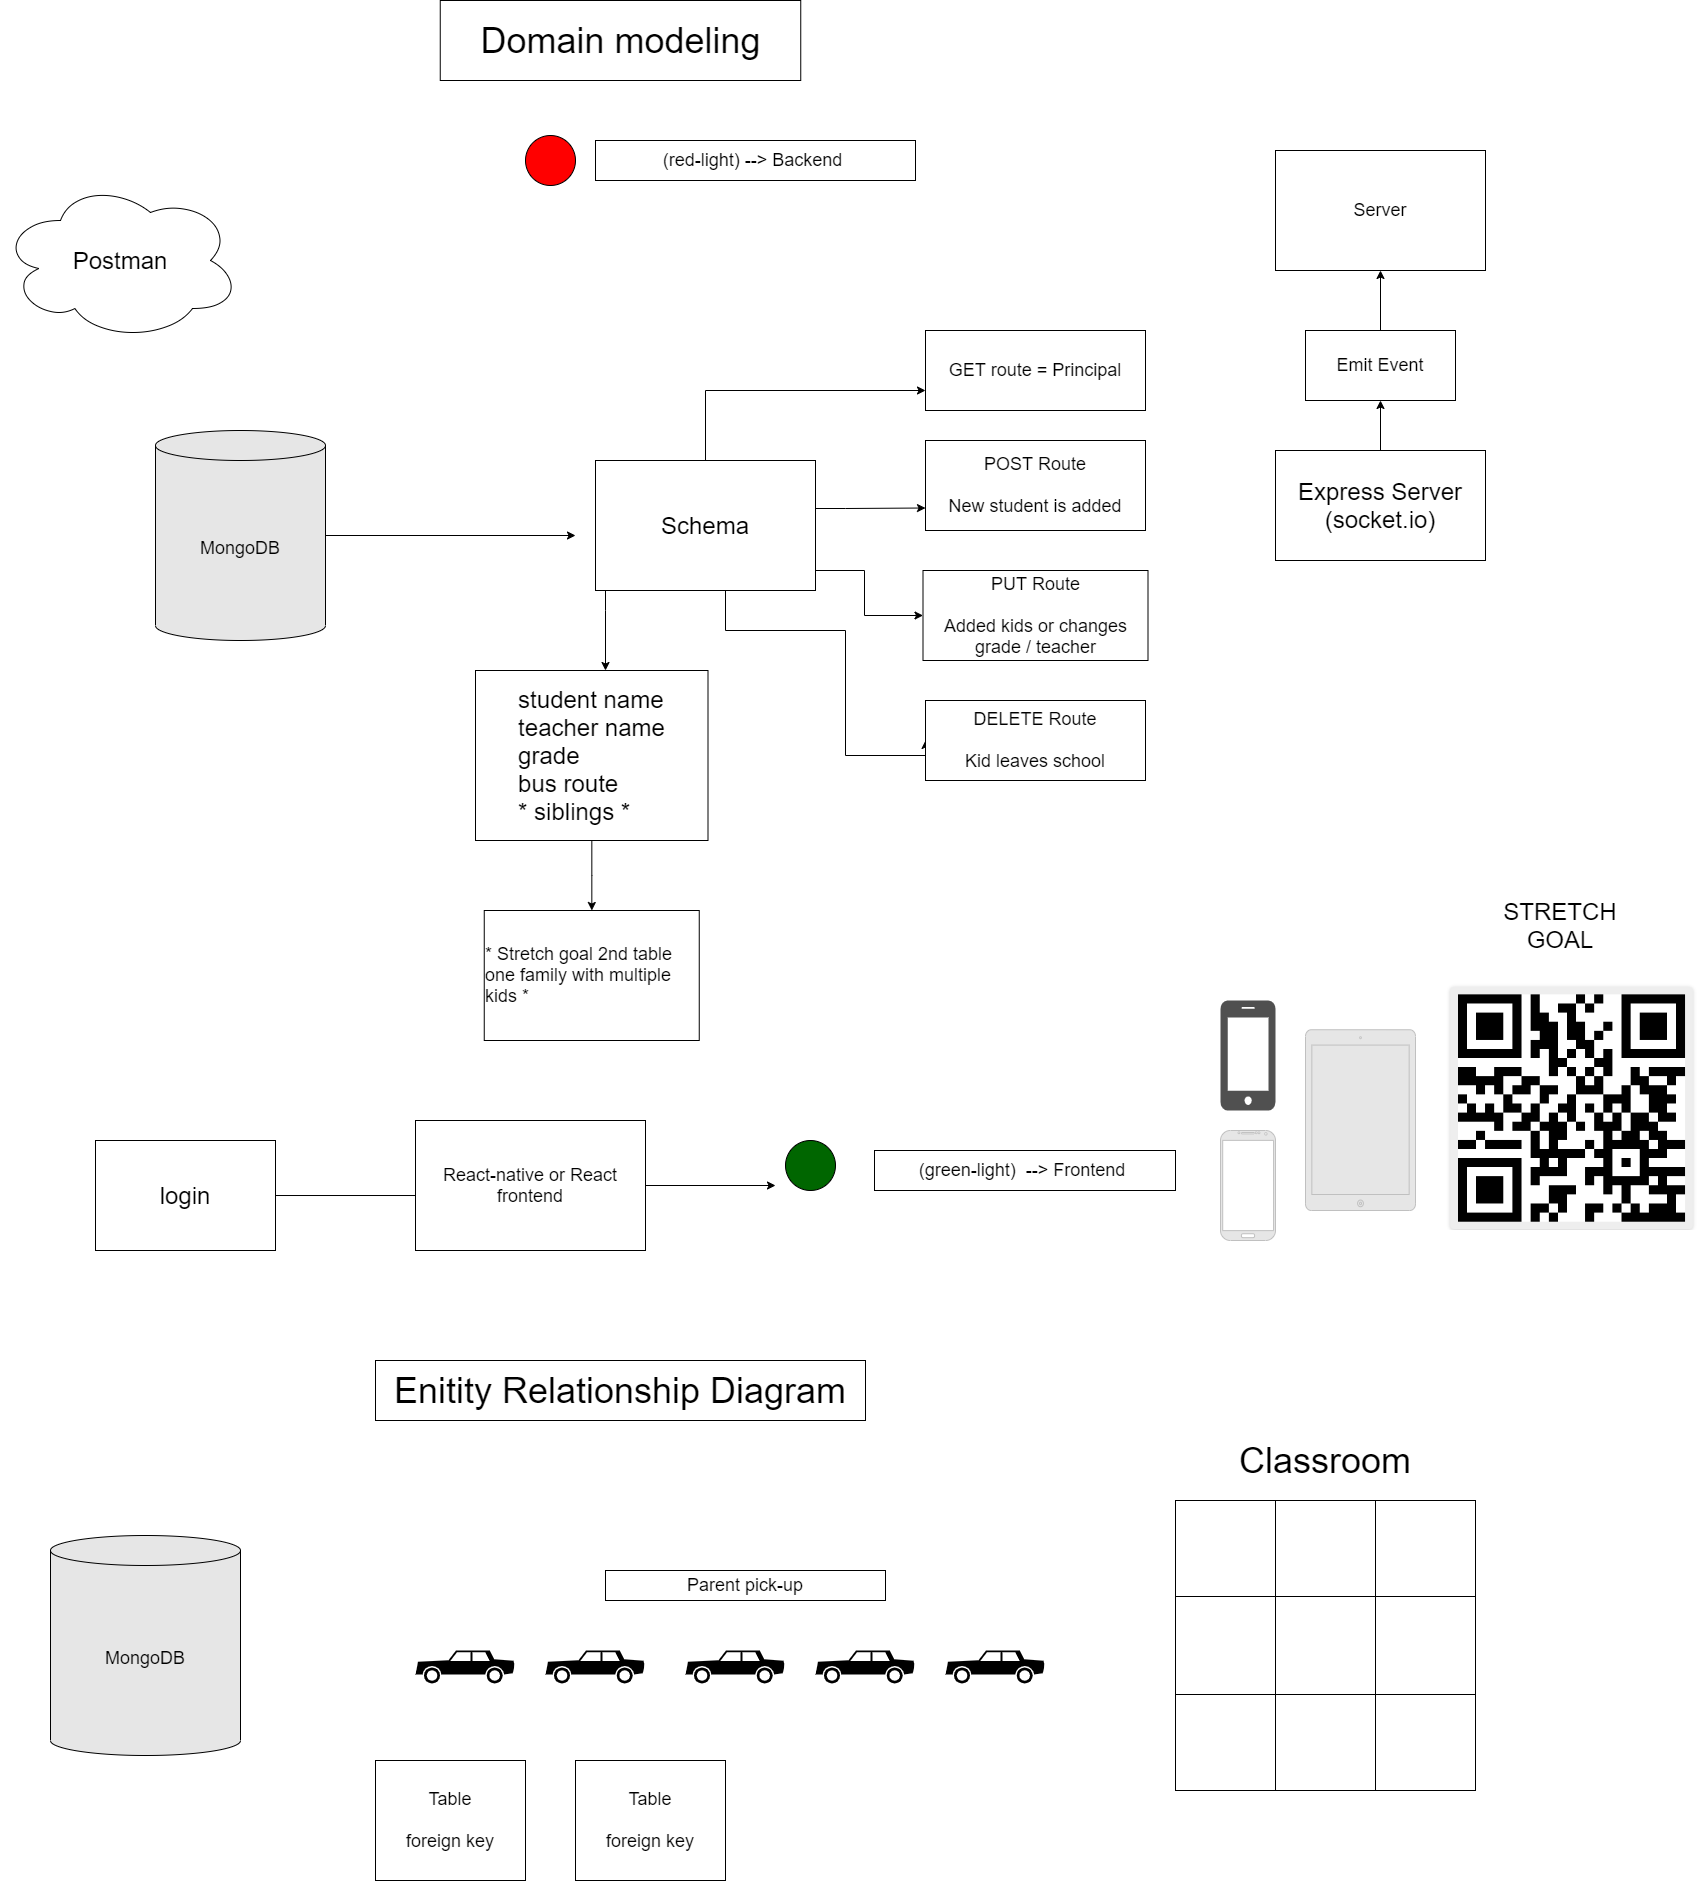 Domain modeling
(red-light) --> Backend
Server
Postman
GET route = Principal
Emit Event
POST Route
New student is added
Express Server
(socket.io)
MongoDB
Schema
PUT Route
Added kids or changes
grade / teacher
student name
teacher name
grade
bus route
* siblings *
DELETE Route
Kid leaves school
* Stretch goal 2nd table
one family with multiple
kids *
STRETCH
GOAL
login
React-native or React
frontend
(green-light)  --> Frontend
Enitity Relationship Diagram
Classroom
MongoDB
Parent pick-up
Table
foreign key
Table
foreign key